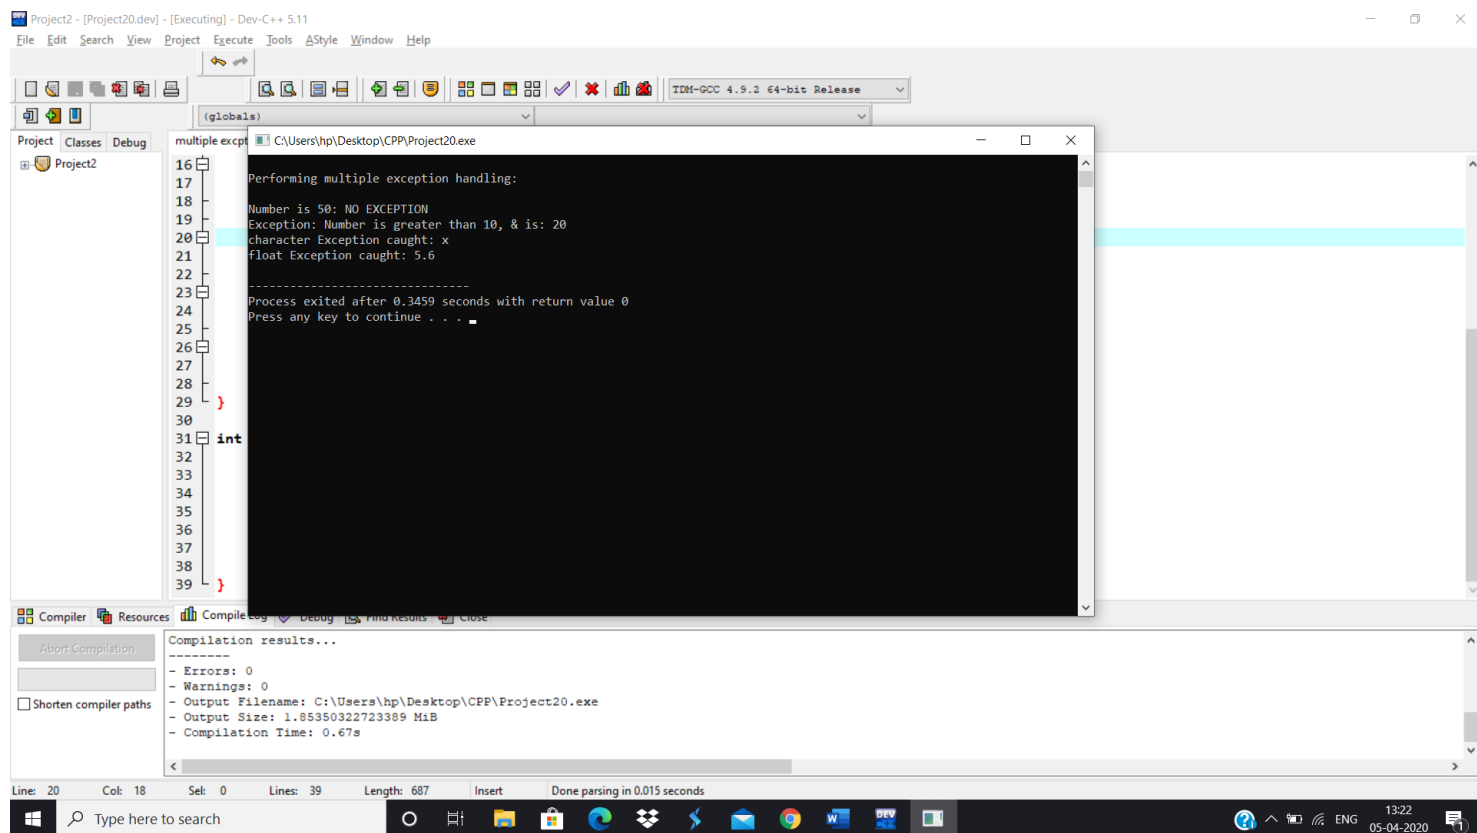 Project2 - [Project20.dev] - [Executing] - Dev-C++ 5.11
File Edit Search View Project Execute Tools AStyle Window Help
TDM-GCC 4.9.2 64-bit Release
(globals)
Project Classes Debug
Project2
multiple excpt
C:\Users\hp\Desktop\CPP\Project20.exe
Performing multiple exception handling:
Number is 50: NO EXCEPTION
Exception: Number is greater than 10, & is: 20
character Exception caught: x
float Exception caught: 5.6
--------------------------------
Process exited after 0.3459 seconds with return value 0
Press any key to continue . . .
16
17
18
19
20
21
22
23
24
25
26
27
28
29 }
30
31 int
32
33
34
35
36
37
38
39 }
Compiler Resources Compile Log Debug Find Results Close
Abort Compilation
Shorten compiler paths
Compilation results...
--------
- Errors: 0
- Warnings: 0
- Output Filename: C:\Users\hp\Desktop\CPP\Project20.exe
- Output Size: 1.85350322723389 MiB
- Compilation Time: 0.67s
Line: 20 Col: 18 Sel: 0 Lines: 39 Length: 687 Insert Done parsing in 0.015 seconds
Type here to search
DEV
ENG
13:22
05-04-2020
1